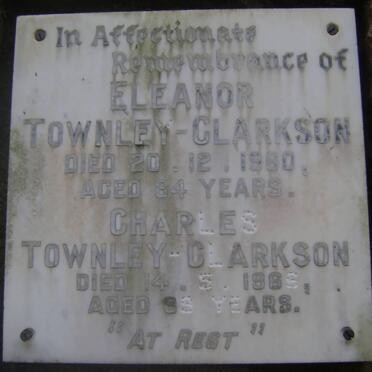 In Affectionate
Remembrance of
ELEANOR
TOWNLEY-CLARKSON
DIED 20.12.1960,
AGED 84 YEARS.
CHARLES
TOWNLEY-CLARKSON
DIED 14.
AGED YEARS.
"AT REST"